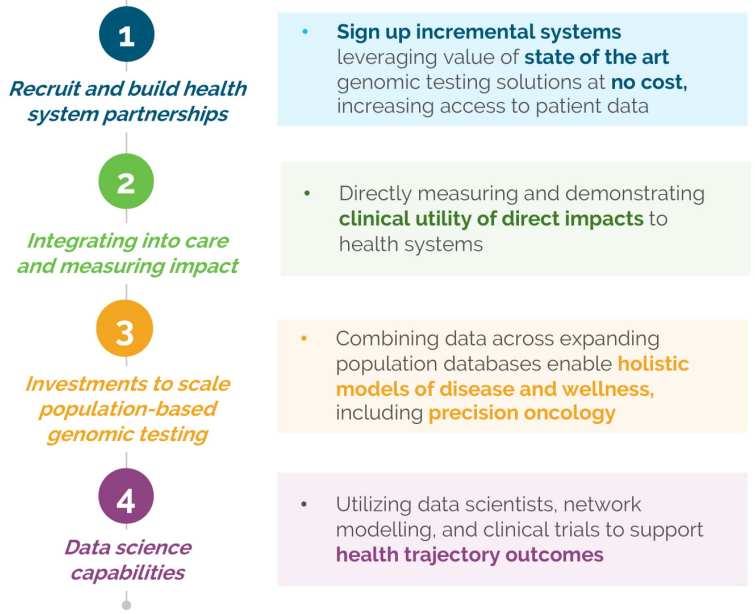 1
Recruit and build health
system partnerships
• Sign up incremental systems
leveraging value of state of the art
genomic testing solutions at no cost,
increasing access to patient data
2
Integrating into care
and measuring impact
• Directly measuring and demonstrating
clinical utility of direct impacts to
health systems
3
Investments to scale
population-based
genomic testing
• Combining data across expanding
population databases enable holistic
models of disease and wellness,
including precision oncology
4
Data science
capabilities
• Utilizing data scientists, network
modelling, and clinical trials to support
health trajectory outcomes